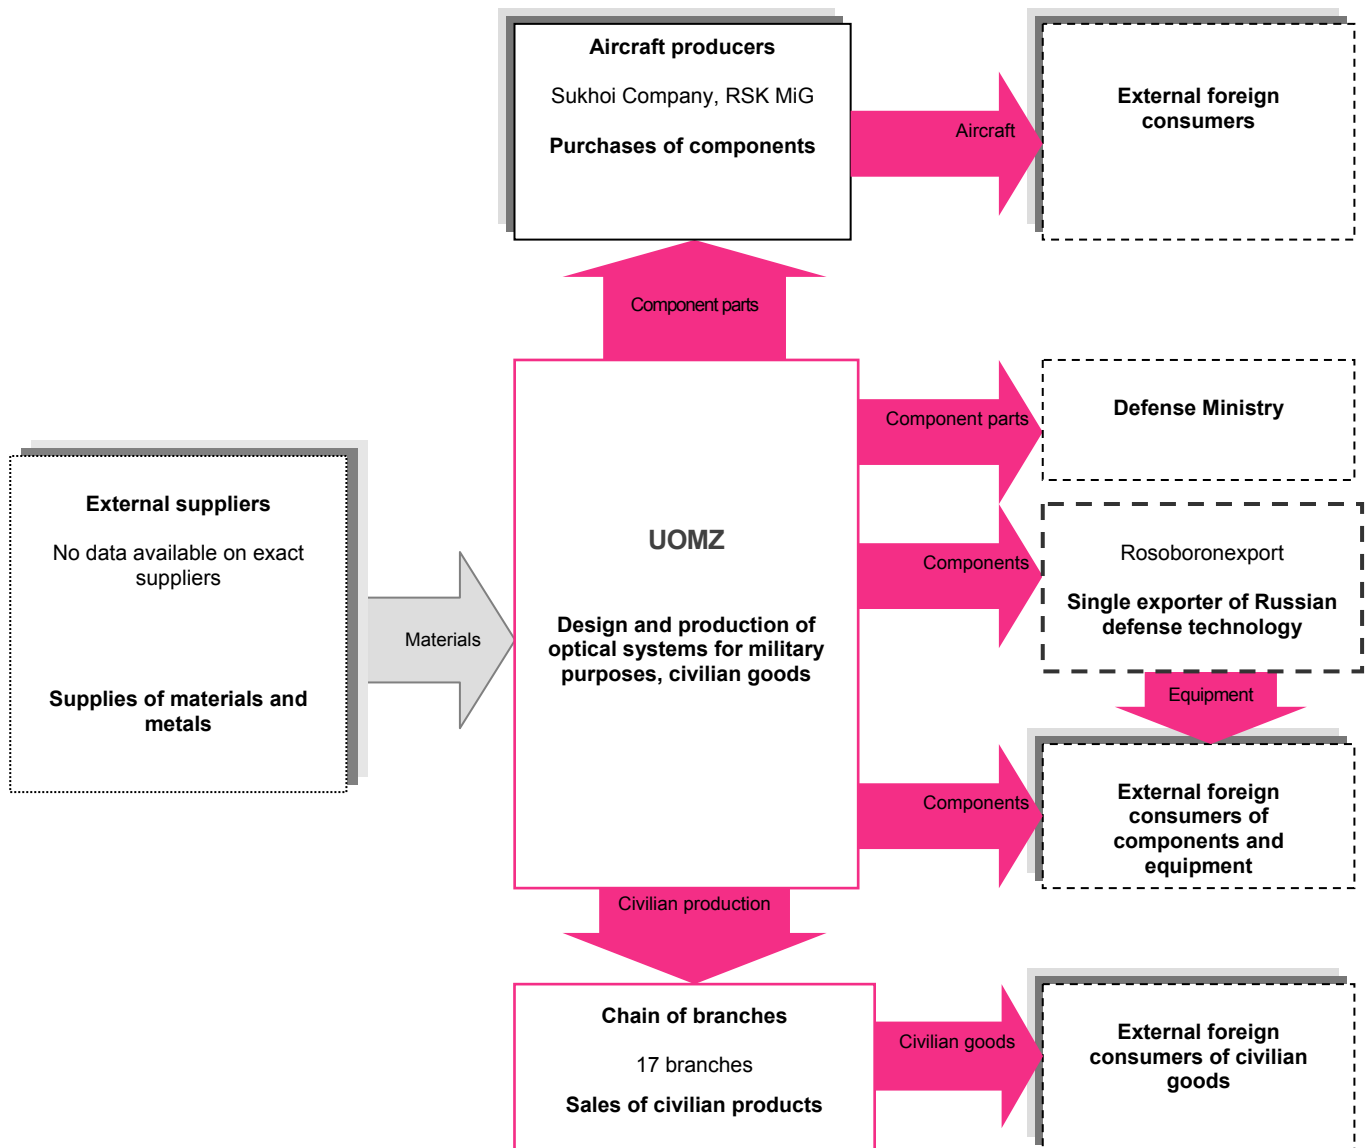 Aircraft producers
Sukhoi Company, RSK MiG
Purchases of components
Aircraft
External foreign
consumers
Component parts
Component parts
Defense Ministry
External suppliers
No data available on exact
suppliers
Supplies of materials and
metals
Materials
UOMZ
Design and production of
optical systems for military
purposes, civilian goods
Components
Rosoboronexport
Single exporter of Russian
defense technology
Equipment
Components
External foreign
consumers of
components and
equipment
Civilian production
Chain of branches
17 branches
Sales of civilian products
Civilian goods
External foreign
consumers of civilian
goods